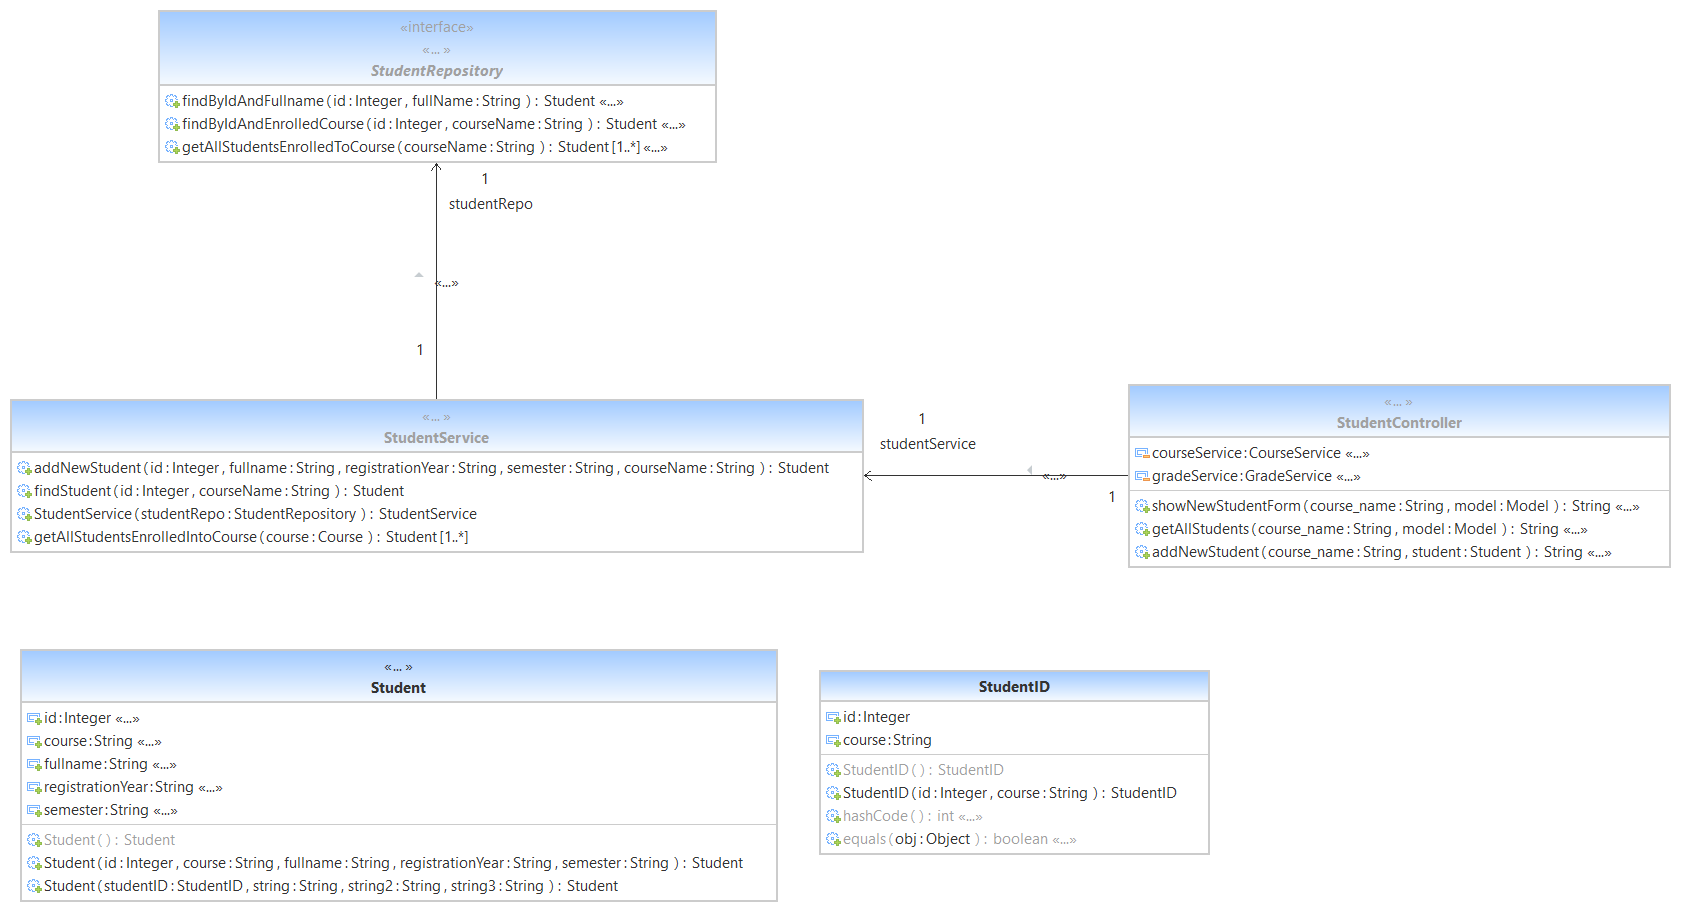 «interface»
«... »
StudentRepository
findByIdAndFullname(id:Integer, fullName:String ): Student «...»
findByIdAndEnrolledCourse(id:Integer, courseName:String ): Student «...»
getAllStudentsEnrolledToCourse(courseName:String ): Student[1..*] «...»
1
studentRepo
«...»
1
«... »
StudentService
addNewStudent(id:Integer, fullname:String, registrationYear:String, semester:String, courseName:String ): Student
findStudent(id:Integer, courseName:String ): Student
StudentService(studentRepo:StudentRepository ): StudentService
getAllStudentsEnrolledIntoCourse(course:Course ): Student[1..*]
1
studentService
«...»
1
«... »
StudentController
courseService:CourseService «...»
gradeService:GradeService «...»
showNewStudentForm(course_name:String, model:Model ): String «...»
getAllStudents(course_name:String, model:Model ): String «...»
addNewStudent(course_name:String, student:Student ): String «...»
«... »
Student
id:Integer «...»
course:String «...»
fullname:String «...»
registrationYear:String «...»
semester:String «...»
Student( ): Student
Student(id:Integer, course:String, fullname:String, registrationYear:String, semester:String ): Student
Student(studentID:StudentID, string:String, string2:String, string3:String ): Student
StudentID
id:Integer
course:String
StudentID( ): StudentID
StudentID(id:Integer, course:String ): StudentID
hashCode( ): int «...»
equals(obj:Object ): boolean «...»